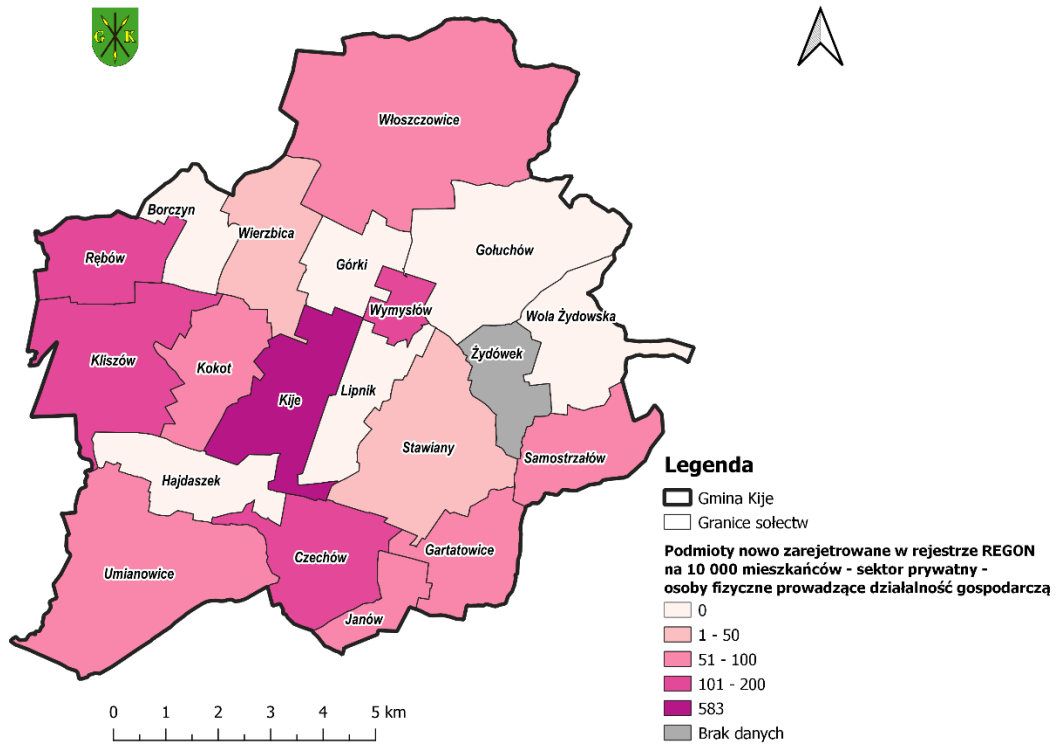 G K
Włoszczowice
Borczyn
Wierzbica
Gołuchów
Rębów
Górki
Wymysłów
Wola Żydowska
Kliszów
Kokot
Żydówek
Lipnik
Kije
Stawiany
Samostrzałów
Hajdaszek
Gartatowice
Czechów
Umianowice
Janów
Legenda
Gmina Kije
Granice sołectw
Podmioty nowo zarejetrowane w rejestrze REGON
na 10 000 mieszkańców - sektor prywatny -
osoby fizyczne prowadzące działalność gospodarczą
0
1 - 50
51 - 100
101 - 200
583
Brak danych
0 1 2 3 4 5 km